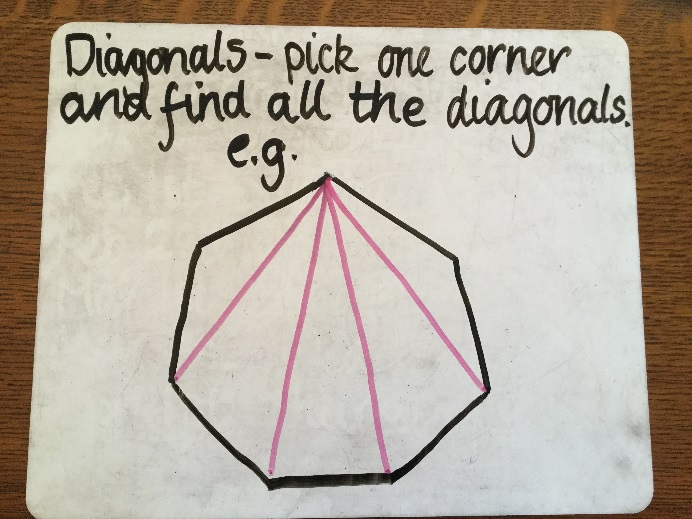 Diagonals - pick one corner
and find all the diagonals.
e.g.